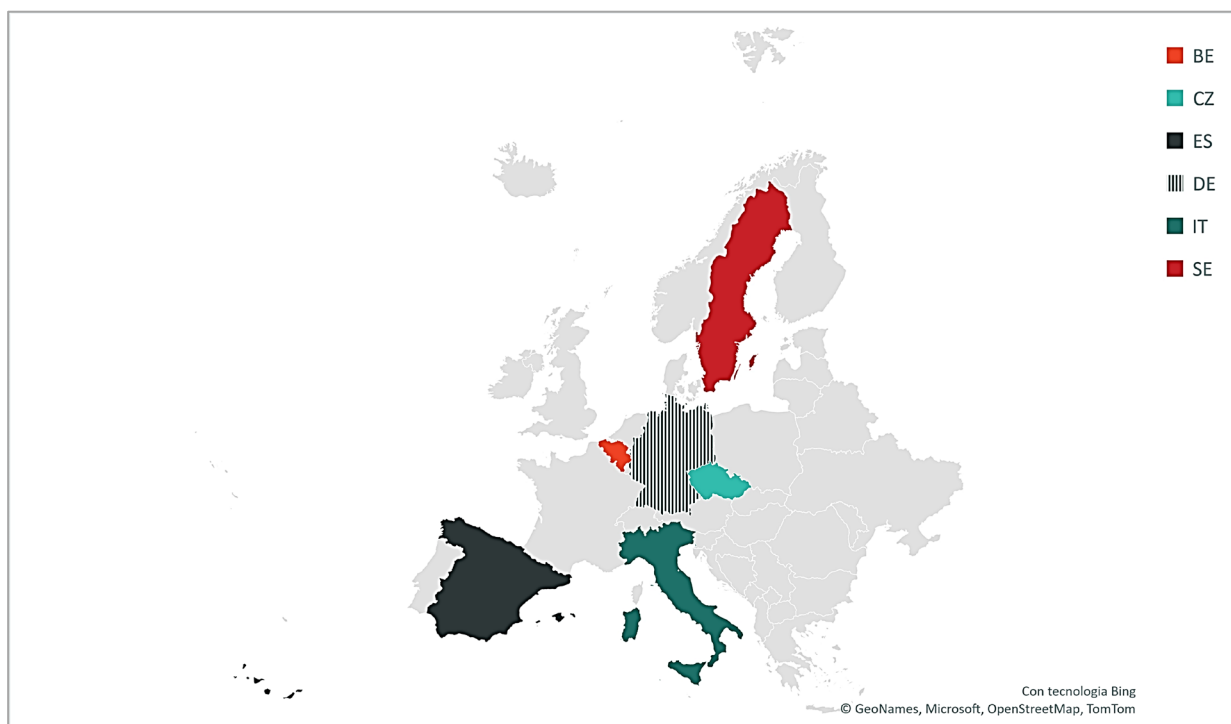 BE
CZ
ES
DE
IT
SE
Con tecnologia Bing
© GeoNames, Microsoft, OpenStreetMap, TomTom